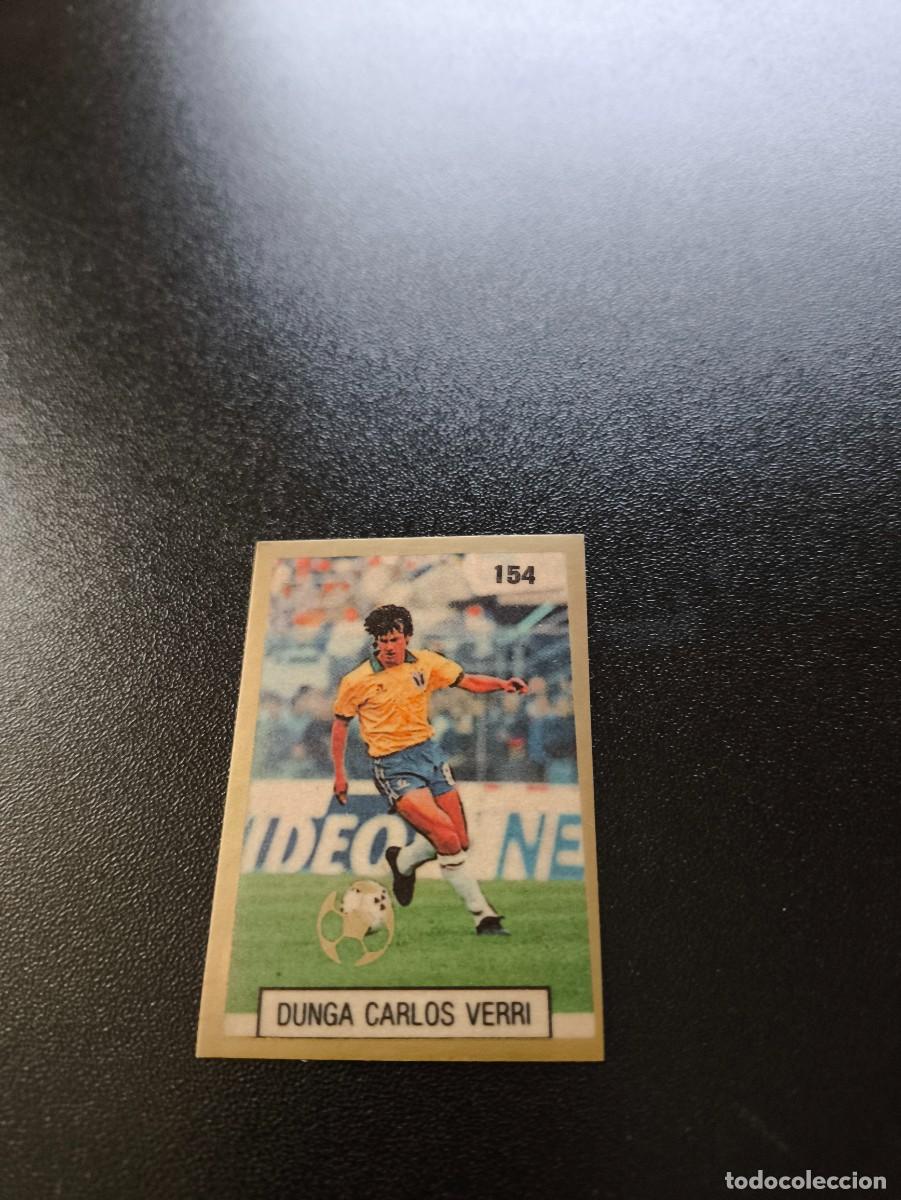 154
IDEO NE
DUNGA CARLOS VERRI
todocoleccion